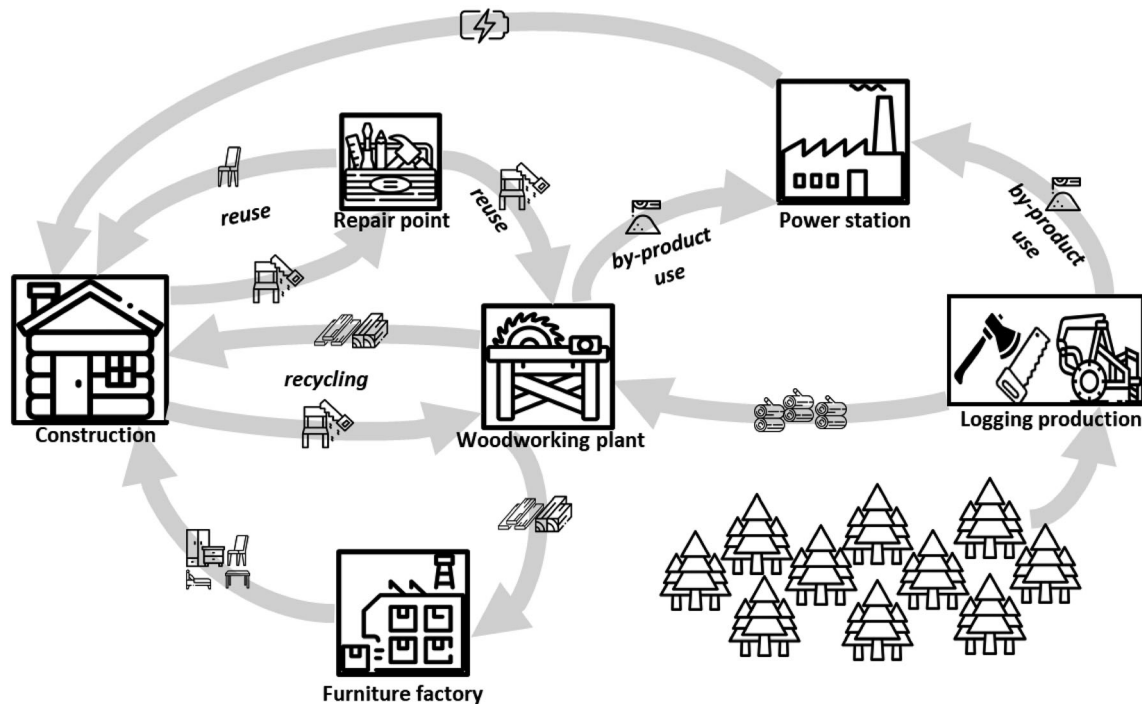 reuse
Repair point
reuse
by-product
use
Power station
by-product
use
recycling
Construction
Woodworking plant
Logging production
Furniture factory